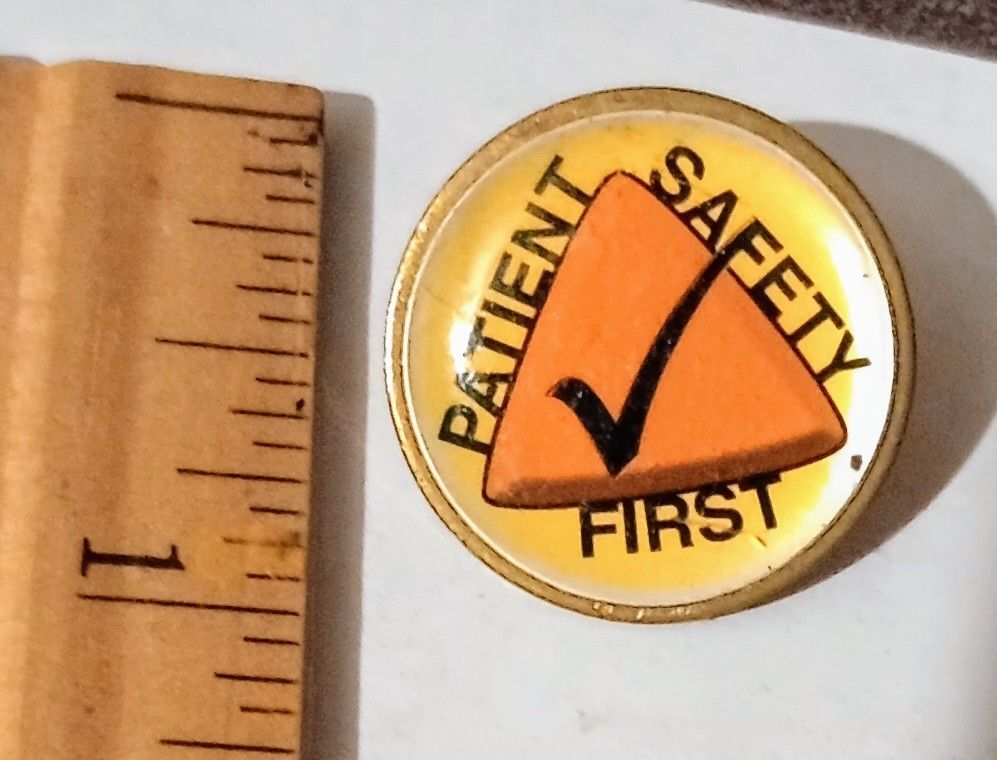 PATIENT
SAFETY
FIRST
1